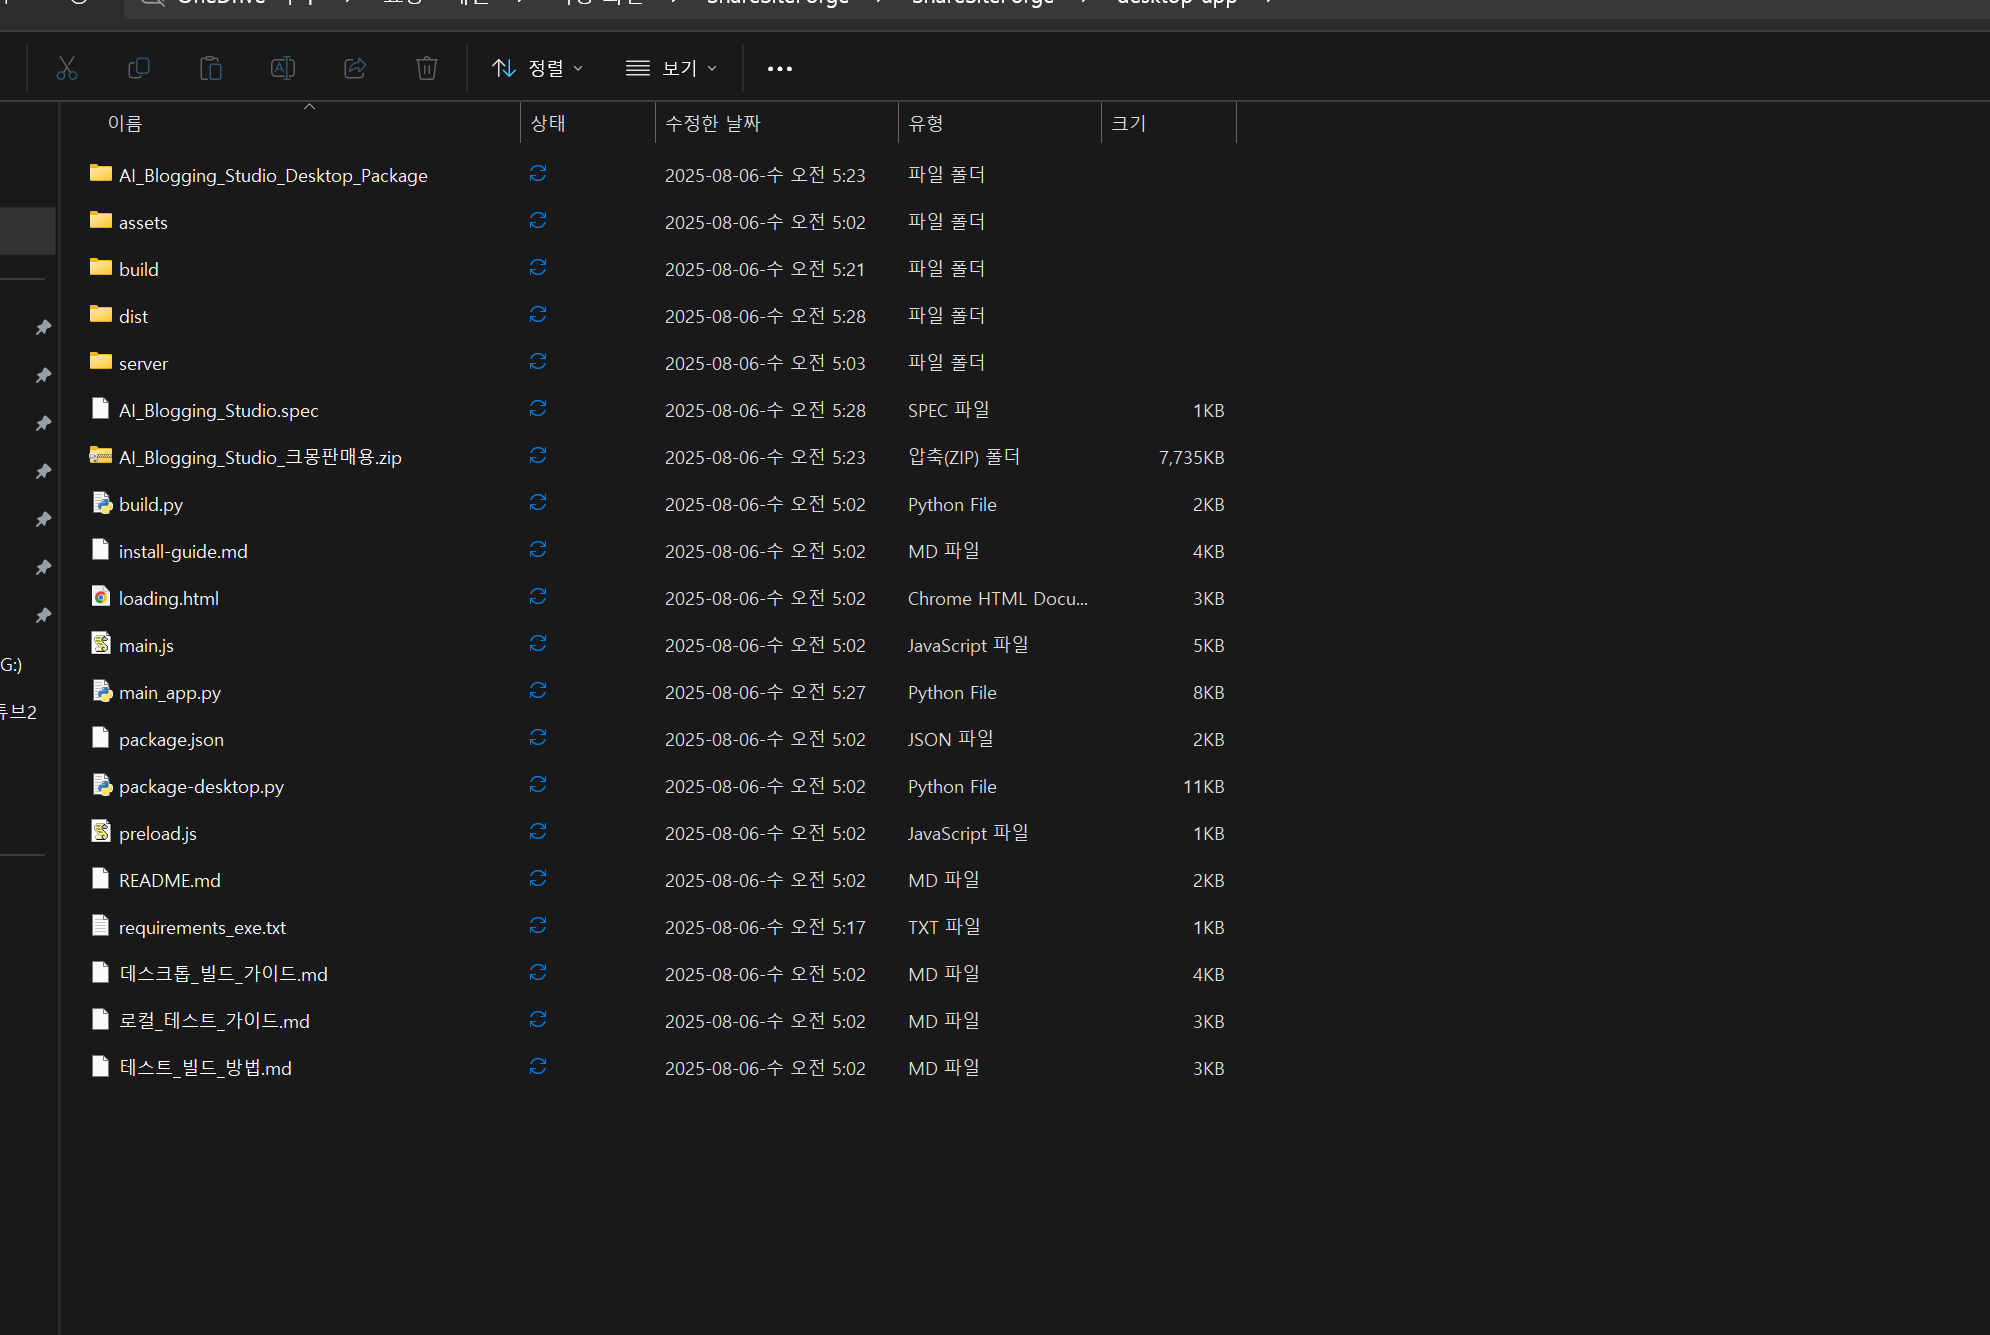 ShareSiteForge ShareSiteForge desktop-app
정렬 보기
이름 상태 수정한 날짜 유형 크기
AI_Blogging_Studio_Desktop_Package 2025-08-06-수 오전 5:23 파일 폴더
assets 2025-08-06-수 오전 5:02 파일 폴더
build 2025-08-06-수 오전 5:21 파일 폴더
dist 2025-08-06-수 오전 5:28 파일 폴더
server 2025-08-06-수 오전 5:03 파일 폴더
AI_Blogging_Studio.spec 2025-08-06-수 오전 5:28 SPEC 파일 1KB
AI_Blogging_Studio_크몽판매용.zip 2025-08-06-수 오전 5:23 압축(ZIP) 폴더 7,735KB
build.py 2025-08-06-수 오전 5:02 Python File 2KB
install-guide.md 2025-08-06-수 오전 5:02 MD 파일 4KB
loading.html 2025-08-06-수 오전 5:02 Chrome HTML Docu... 3KB
main.js 2025-08-06-수 오전 5:02 JavaScript 파일 5KB
G:)
main_app.py 2025-08-06-수 오전 5:27 Python File 8KB
튜브2
package.json 2025-08-06-수 오전 5:02 JSON 파일 2KB
package-desktop.py 2025-08-06-수 오전 5:02 Python File 11KB
preload.js 2025-08-06-수 오전 5:02 JavaScript 파일 1KB
README.md 2025-08-06-수 오전 5:02 MD 파일 2KB
requirements_exe.txt 2025-08-06-수 오전 5:17 TXT 파일 1KB
데스크톱_빌드_가이드.md 2025-08-06-수 오전 5:02 MD 파일 4KB
로컬_테스트_가이드.md 2025-08-06-수 오전 5:02 MD 파일 3KB
테스트_빌드_방법.md 2025-08-06-수 오전 5:02 MD 파일 3KB